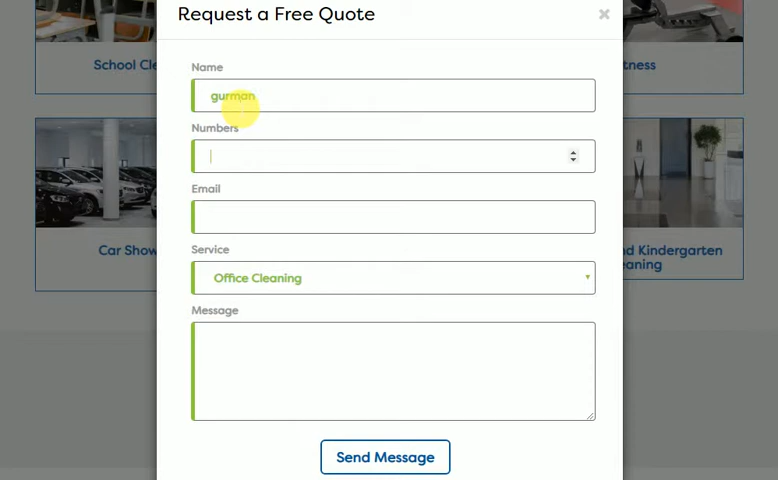 Request a Free Quote
×
School Cle
tness
Name
gurman
Numbers
Email
Car Show
nd Kindergarten
eaning
Service
Office Cleaning
Message
Send Message